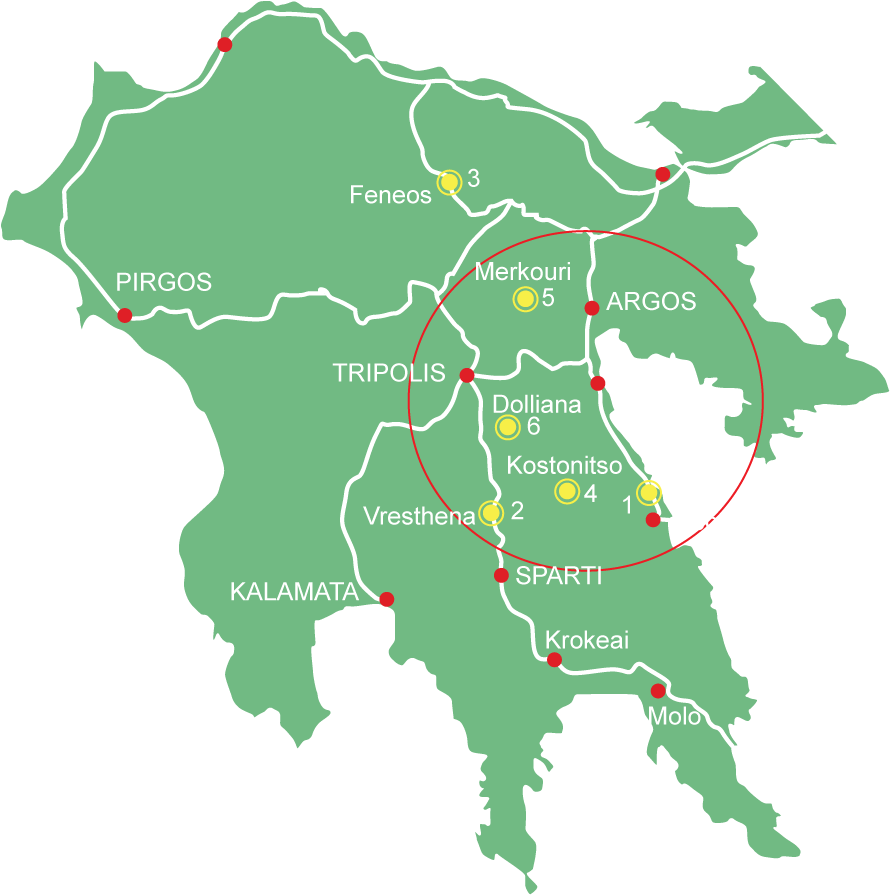 3
Feneos
Merkouri
PIRGOS
5
ARGOS
TRIPOLIS
Dolliana
6
Kostonitso
4
1
Vresthena
2
SPARTI
KALAMATA
Krokeai
Molo